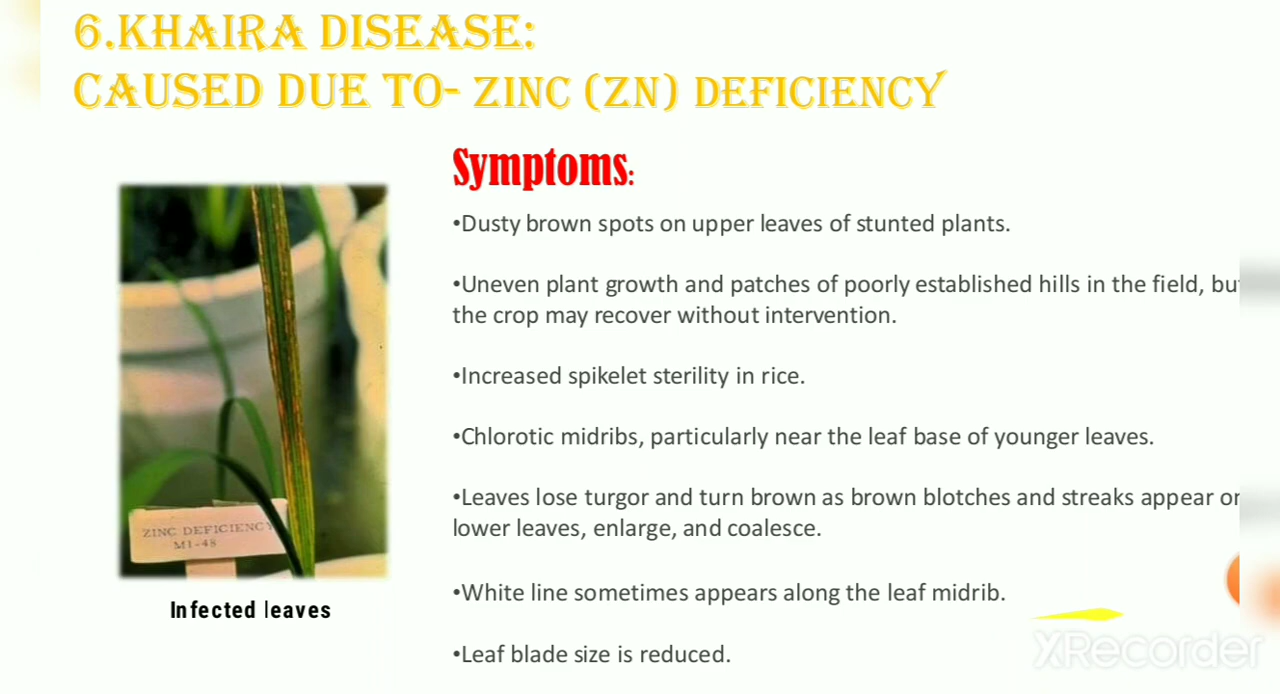 6.KHAIRA DISEASE:
CAUSED DUE TO- ZINC (ZN) DEFICIENCY
Symptoms:
•Dusty brown spots on upper leaves of stunted plants.
•Uneven plant growth and patches of poorly established hills in the field, but
the crop may recover without intervention.
•Increased spikelet sterility in rice.
•Chlorotic midribs, particularly near the leaf base of younger leaves.
•Leaves lose turgor and turn brown as brown blotches and streaks appear on
lower leaves, enlarge, and coalesce.
•White line sometimes appears along the leaf midrib.
•Leaf blade size is reduced.
ZINC DEFICIENCY
M1-48
Infected leaves
XRecorder